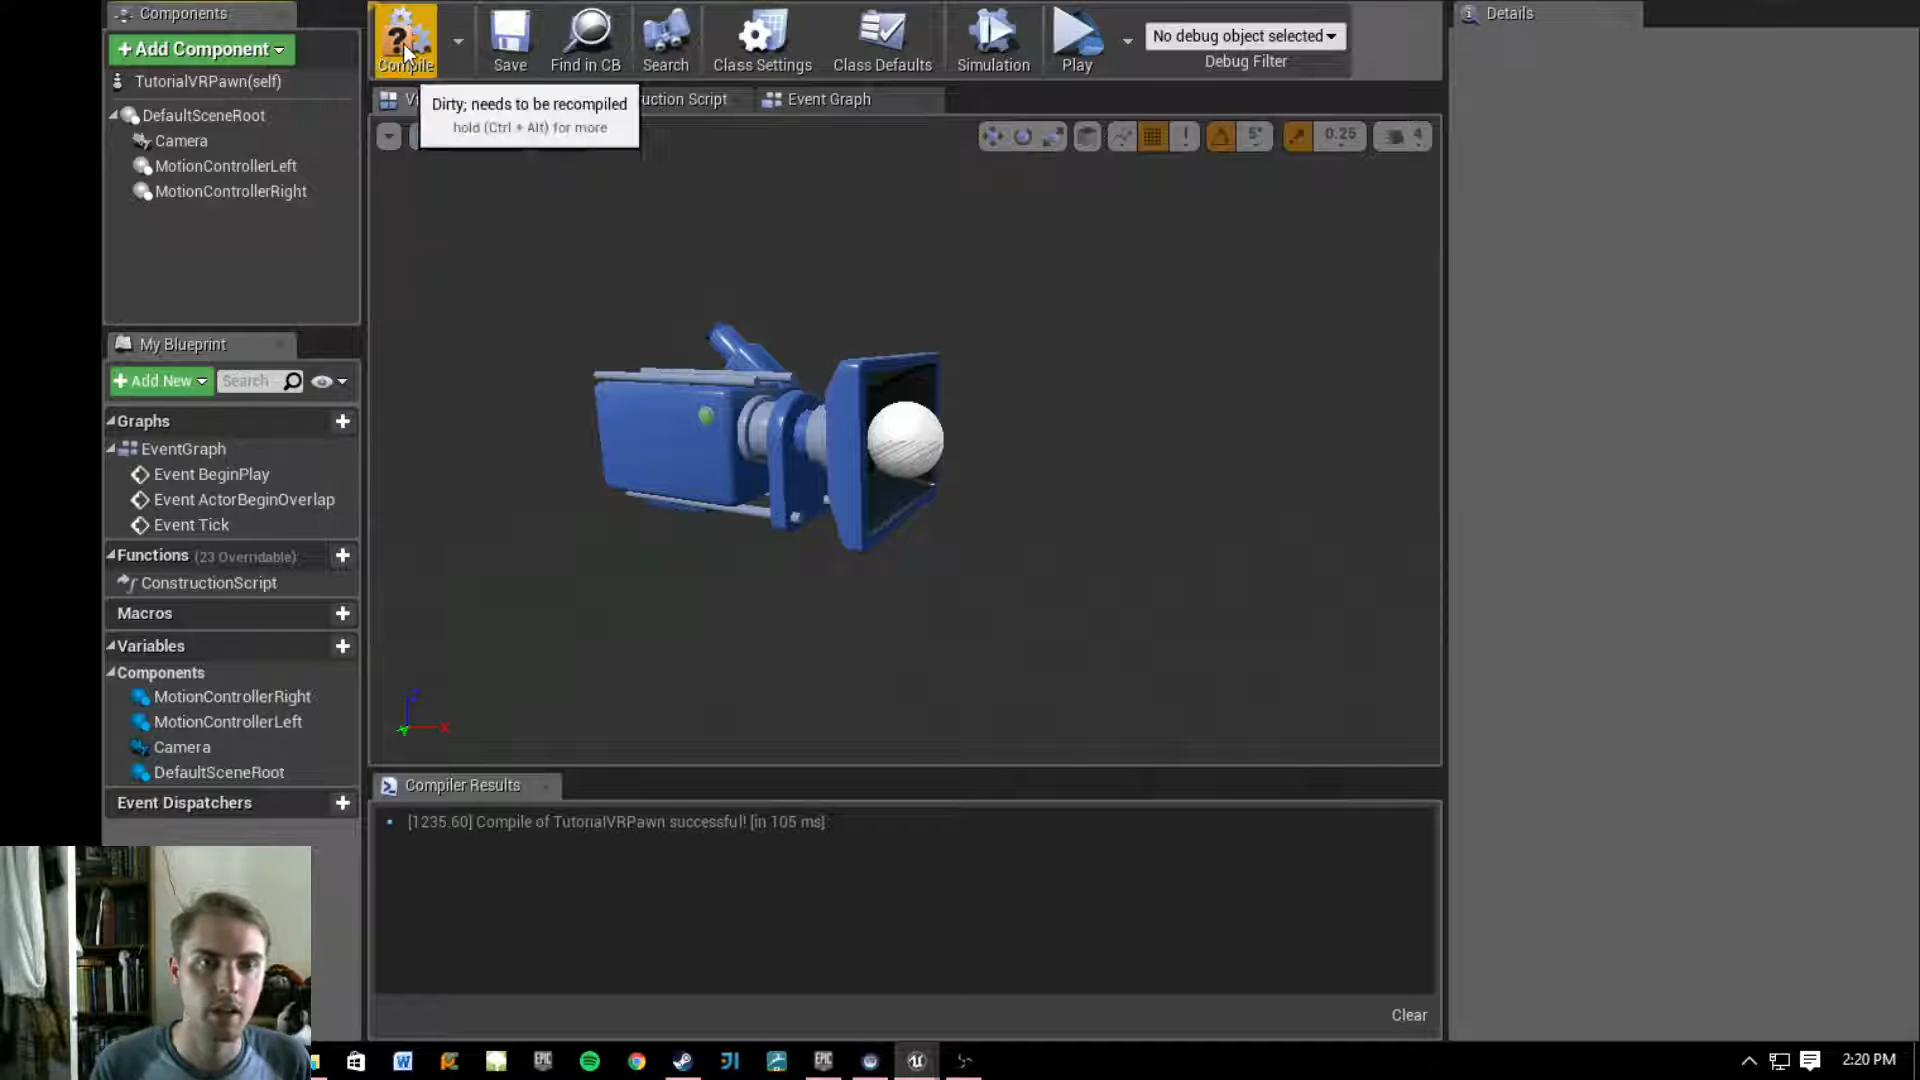 Components
+ Add Component
TutorialVRPawn(self)
DefaultSceneRoot
Camera
MotionControllerLeft
MotionControllerRight
My Blueprint
+ Add New
Search
Graphs
EventGraph
Event BeginPlay
Event ActorBeginOverlap
Event Tick
Functions (23 Overridable)
ConstructionScript
Macros
Variables
Components
MotionControllerRight
MotionControllerLeft
Camera
DefaultSceneRoot
Event Dispatchers
Compile
Save
Find in CB
Search
Class Settings
Class Defaults
Simulation
Play
No debug object selected
Debug Filter
Dirty; needs to be recompiled
hold (Ctrl + Alt) for more
Event Graph
5°
0.25
4
X
Compiler Results
[1235.60] Compile of TutorialVRPawn successful! [in 105 ms]
Clear
Details
EPIC
EPIC
2:20 PM